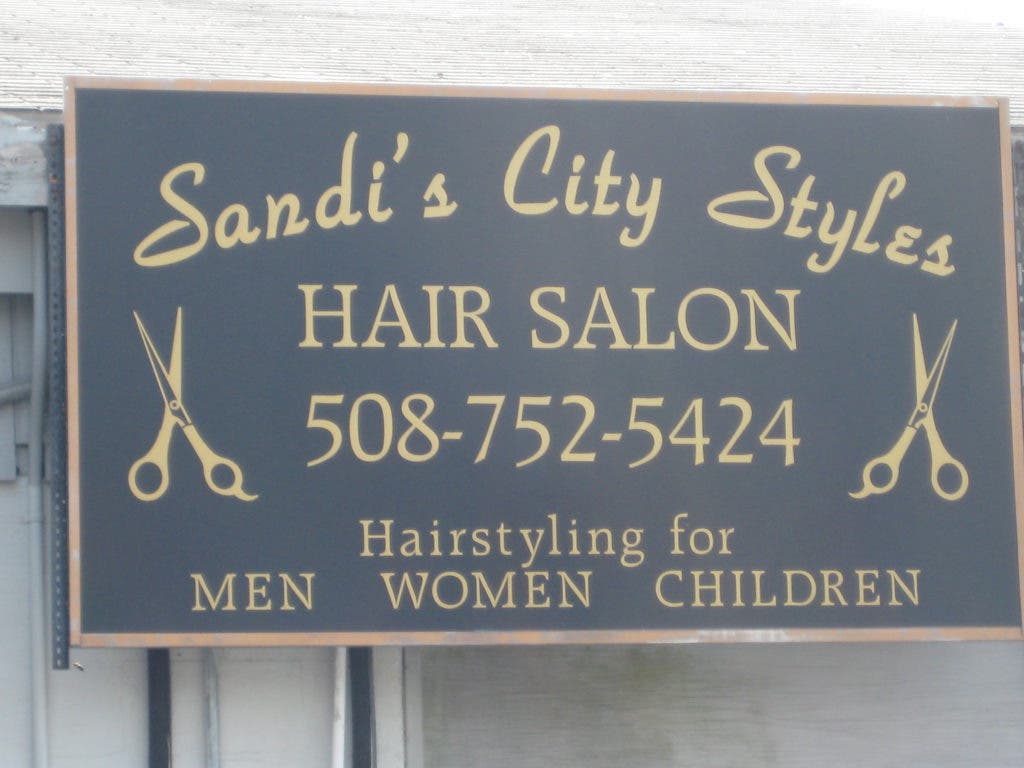 Sandi's City Styles
HAIR SALON
508-752-5424
Hairstyling for
MEN WOMEN CHILDREN